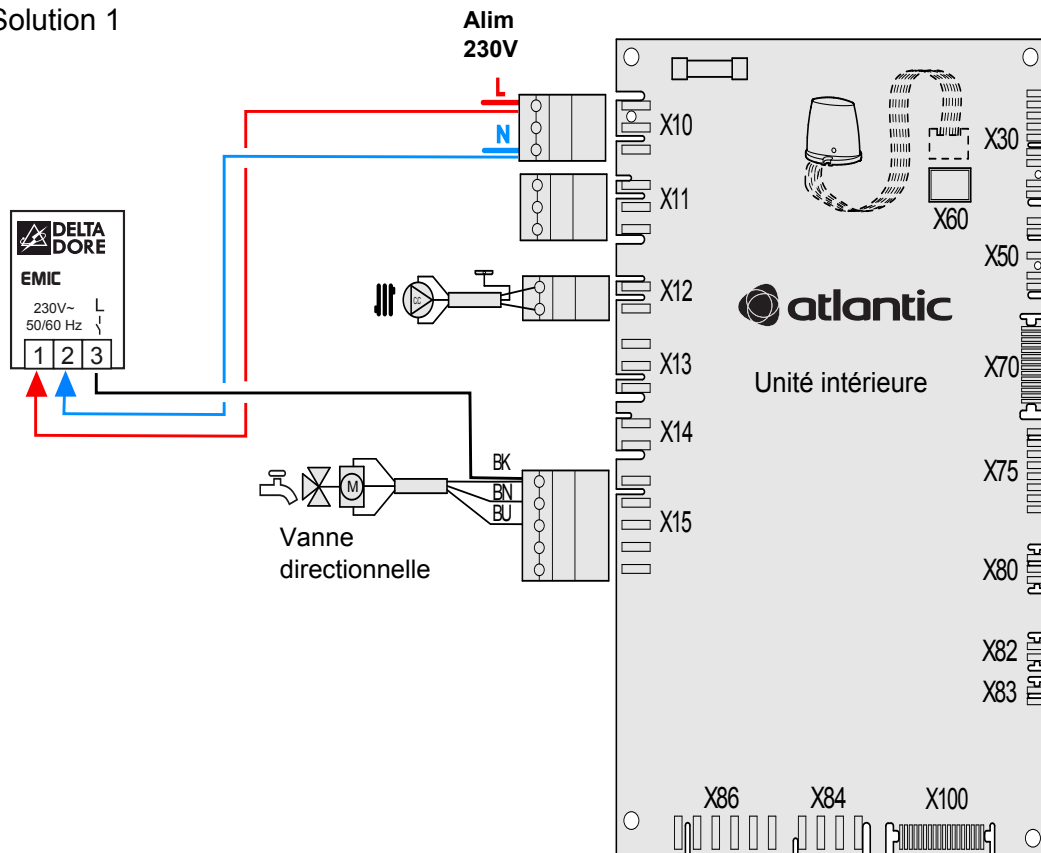 Solution 1
Alim
230V
L
N
X10
X11
X12
X13
X14
X15
X30
X60
X50
X70
X75
X80
X82
X83
X86
X84
X100
atlantic
Unité intérieure
DELTA
DORE
EMIC
230V~
50/60 Hz
L
1 2 3
CC
M
BK
BN
BU
Vanne
directionnelle